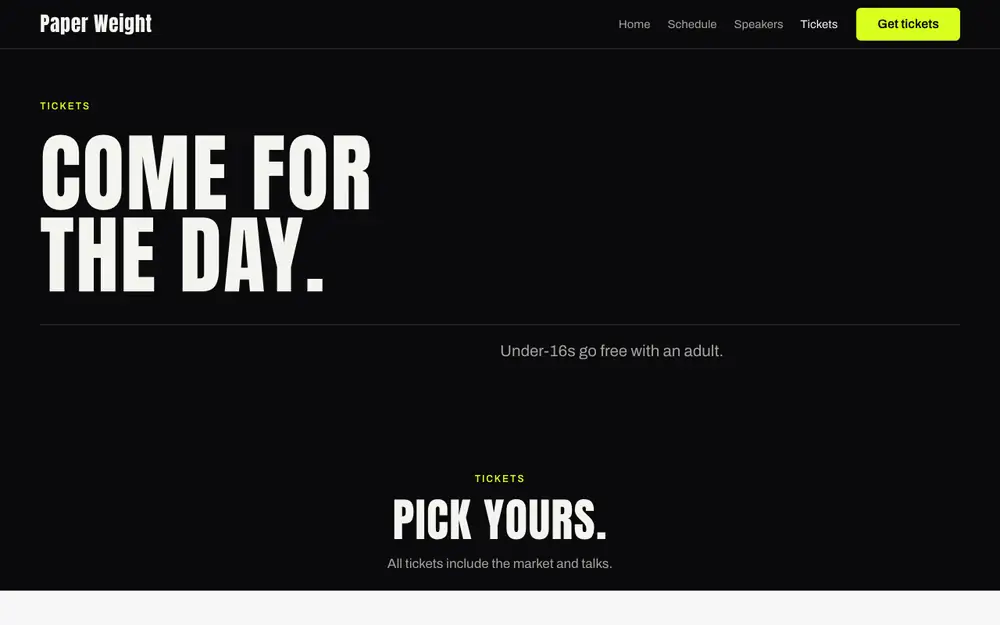 Paper Weight
Home Schedule Speakers Tickets Get tickets
TICKETS
COME FOR
THE DAY.
Under-16s go free with an adult.
TICKETS
PICK YOURS.
All tickets include the market and talks.